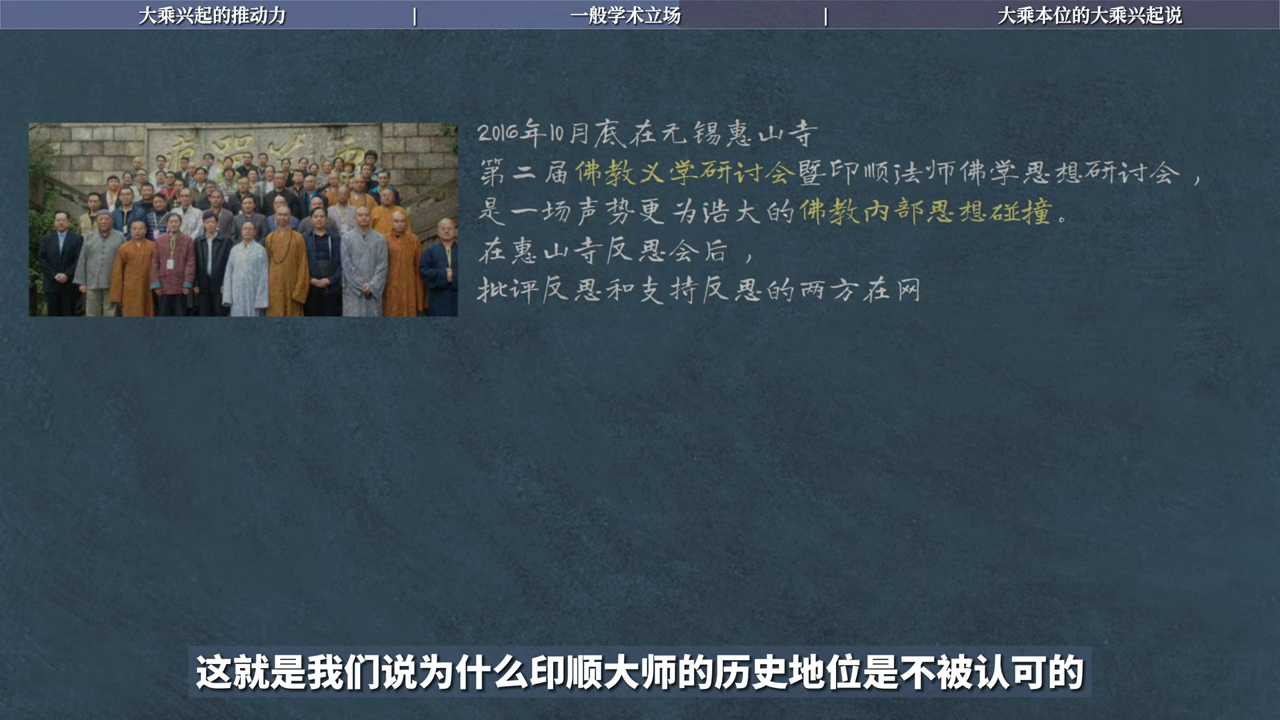 大乘兴起的推动力 | 一般学术立场 | 大乘本位的大乘兴起说
2016年10月底在无锡惠山寺
第二届佛教义学研讨会暨印顺法师佛学思想研讨会，
是一场声势更为浩大的佛教内部思想碰撞。
在惠山寺反思会后，
批评反思和支持反思的两方在网
这就是我们说为什么印顺大师的历史地位是不被认可的